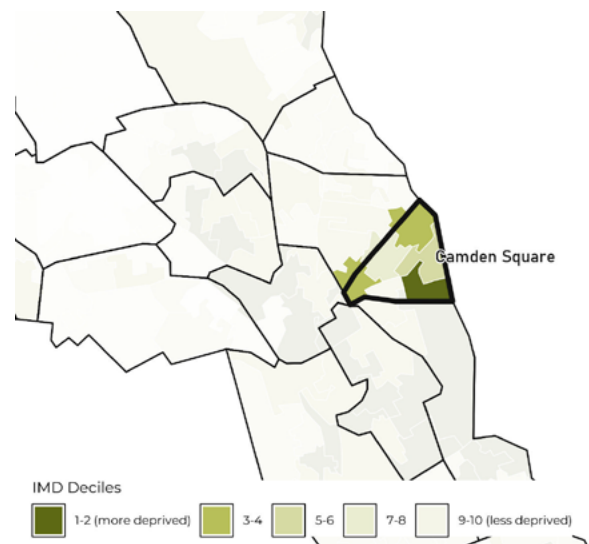 Camden Square
IMD Deciles
1-2 (more deprived) 3-4 5-6 7-8 9-10 (less deprived)